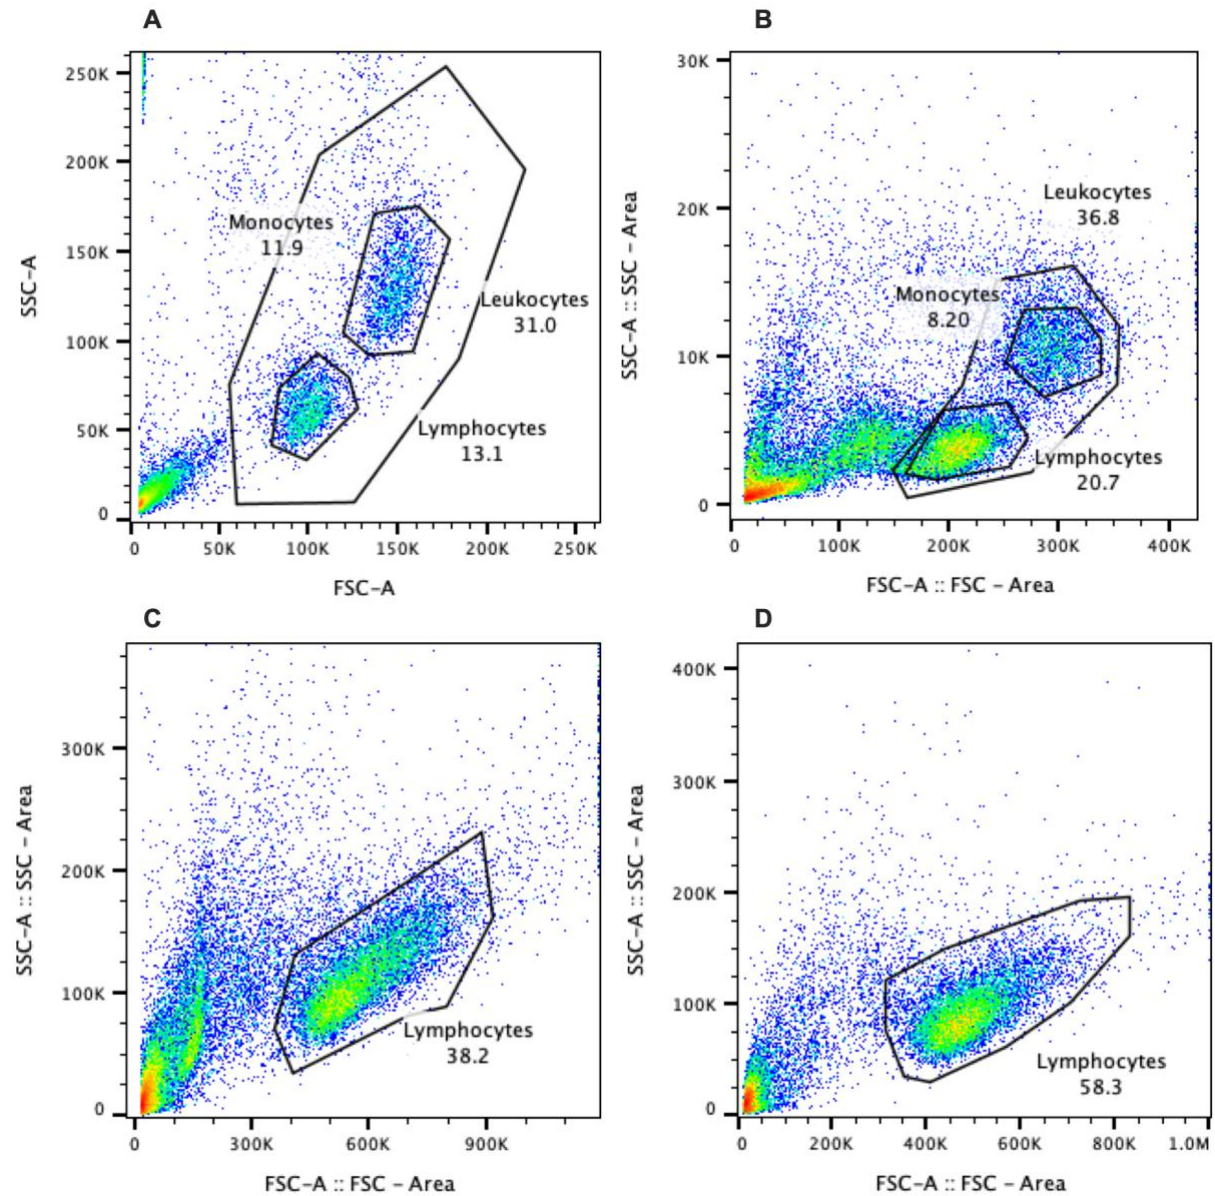 A
250K
200K
150K
100K
50K
0
SSC-A
Monocytes
11.9
Leukocytes
31.0
Lymphocytes
13.1
0
50K
100K
150K
200K
250K
FSC-A
B
30K
20K
10K
0
SSC-A :: SSC - Area
Leukocytes
36.8
Monocytes
8.20
Lymphocytes
20.7
0
100K
200K
300K
400K
FSC-A :: FSC - Area
C
300K
200K
100K
0
SSC-A :: SSC - Area
Lymphocytes
38.2
0
300K
600K
900K
FSC-A :: FSC - Area
D
400K
300K
200K
100K
0
SSC-A :: SSC - Area
Lymphocytes
58.3
0
200K
400K
600K
800K
1.0M
FSC-A :: FSC - Area